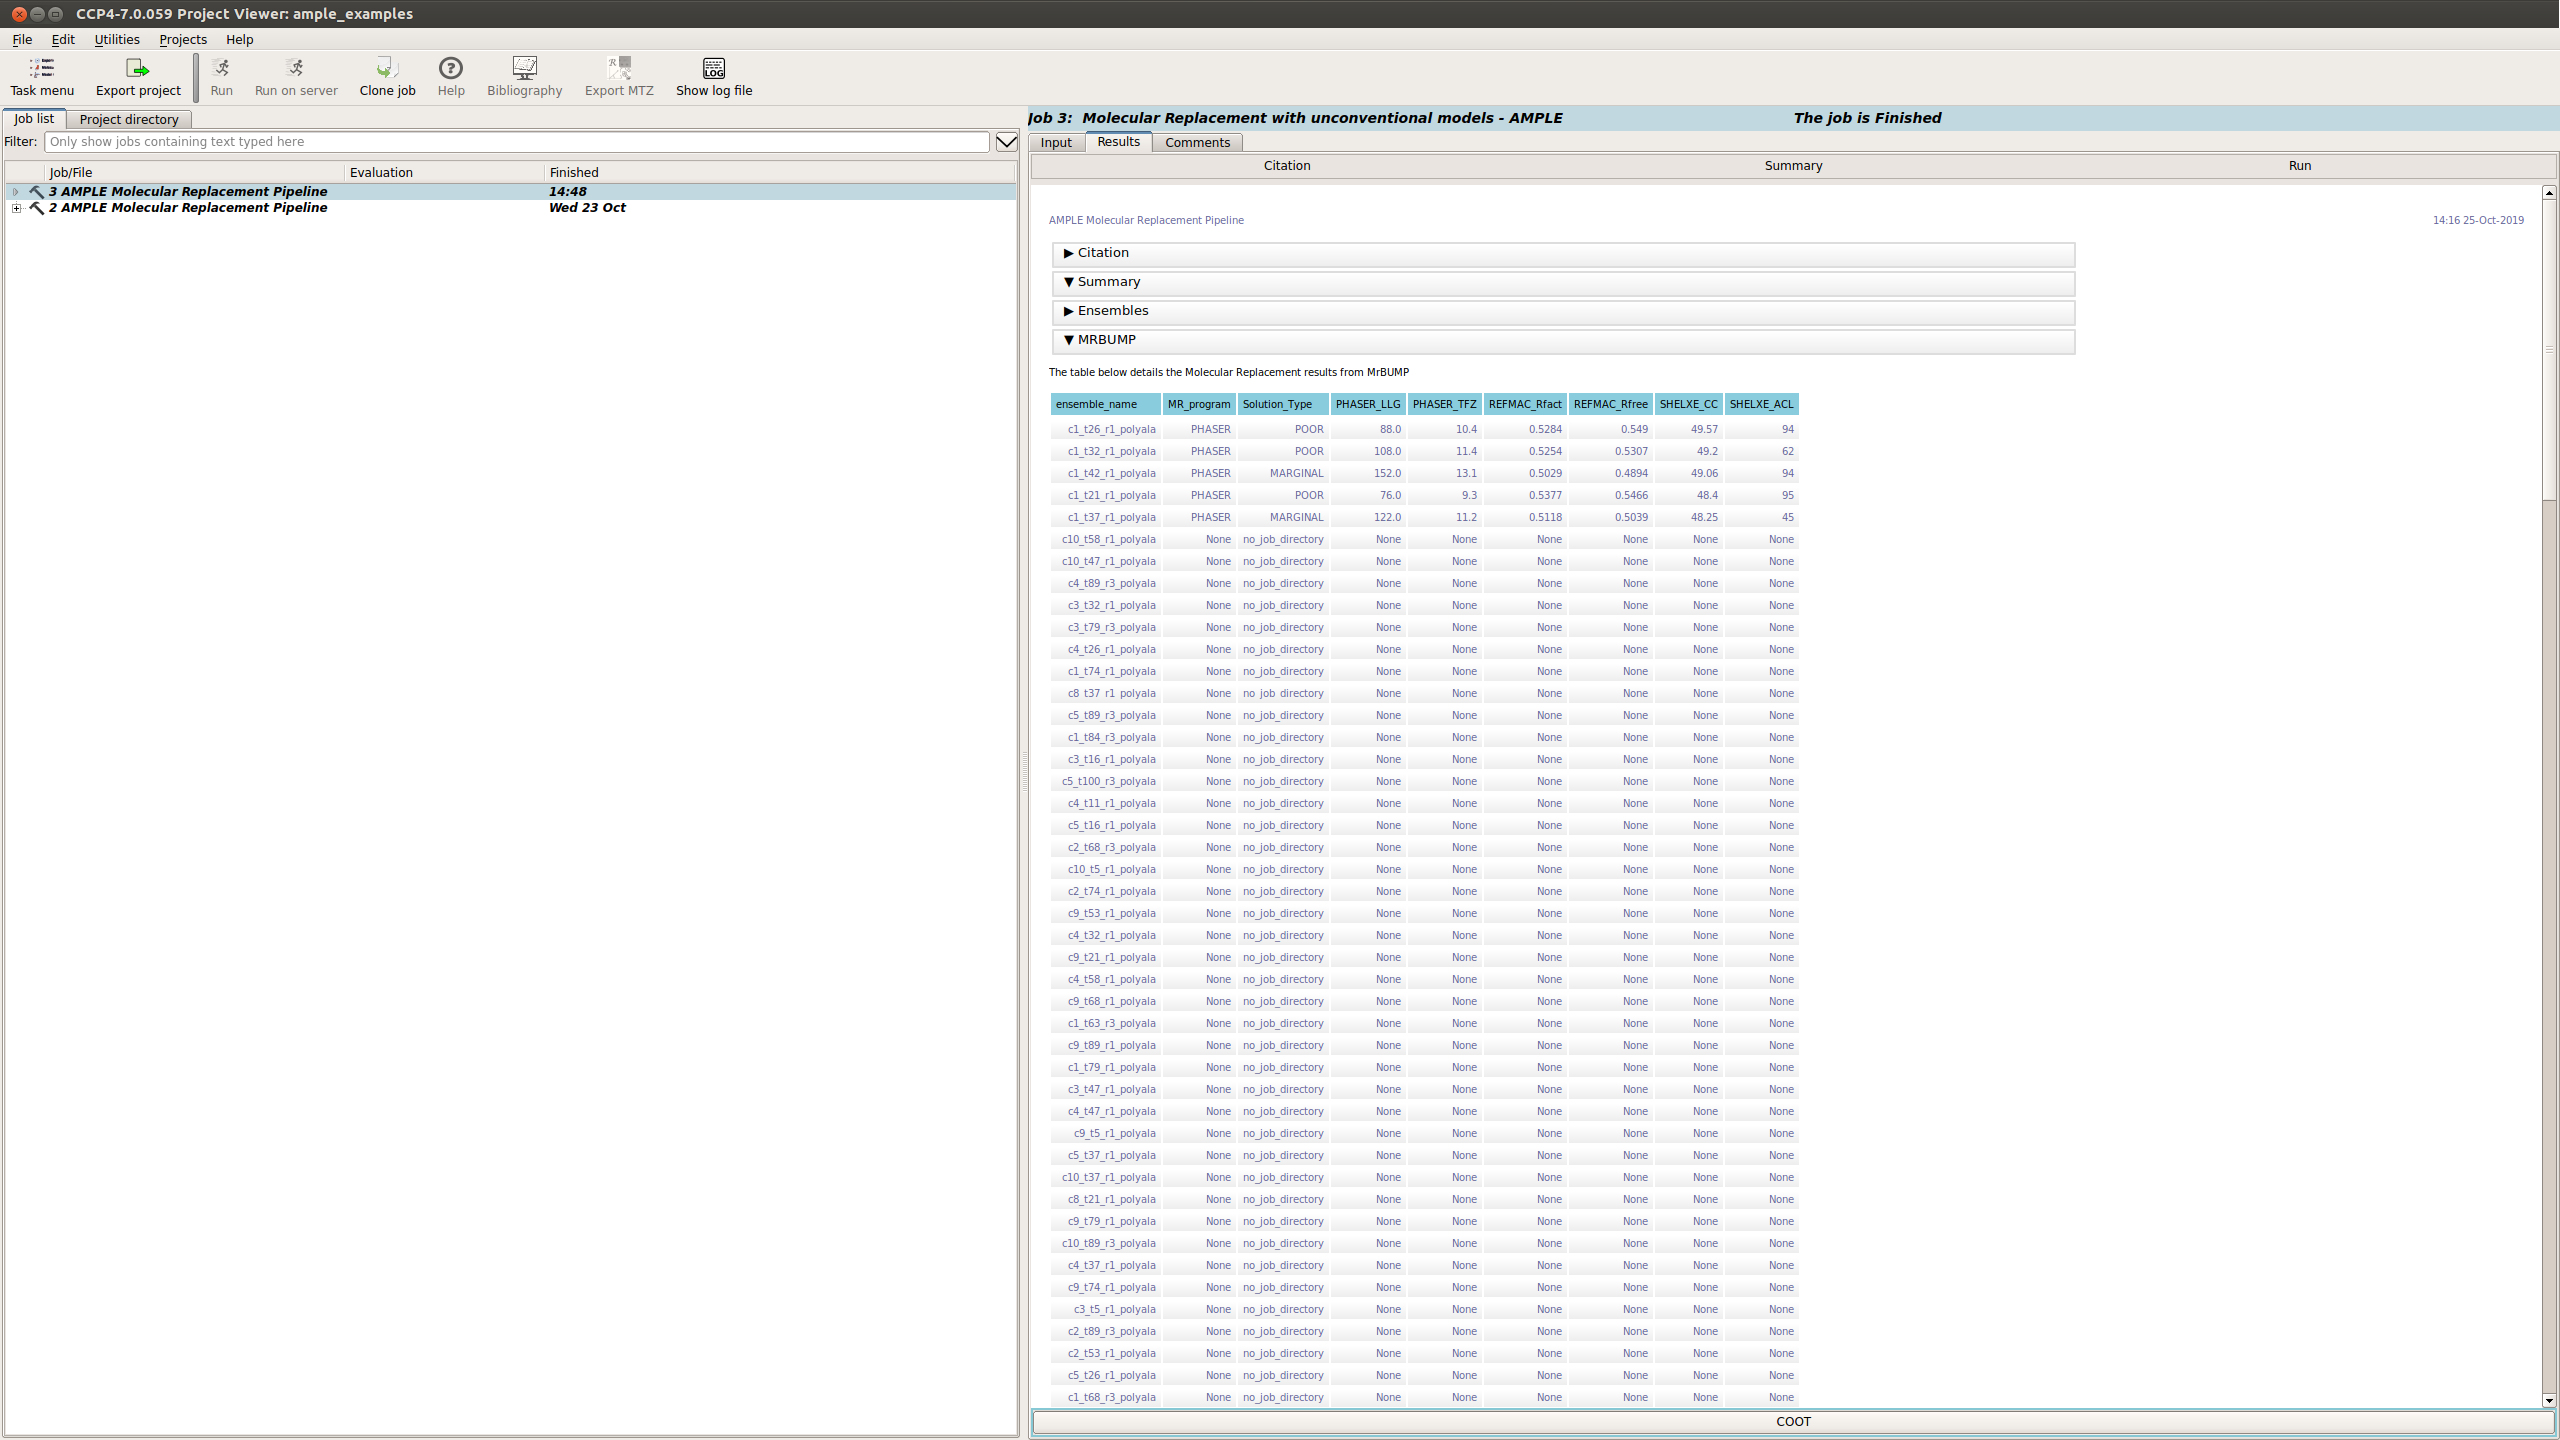 CCP4-7.0.059 Project Viewer: ample_examples
File Edit Utilities Projects Help
Task menu Export project Run Run on server Clone job Help Bibliography Export MTZ Show log file
Job list Project directory
Filter: Only show jobs containing text typed here
Job/File Evaluation Finished
3 AMPLE Molecular Replacement Pipeline 14:48
2 AMPLE Molecular Replacement Pipeline Wed 23 Oct
Job 3: Molecular Replacement with unconventional models - AMPLE The job is Finished
Input Results Comments
Citation Summary Run
AMPLE Molecular Replacement Pipeline 14:16 25-Oct-2019
▶ Citation
▼ Summary
▶ Ensembles
▼ MRBUMP
The table below details the Molecular Replacement results from MrBUMP
ensemble_name MR_program Solution_Type PHASER_LLG PHASER_TFZ REFMAC_Rfact REFMAC_Rfree SHELXE_CC SHELXE_ACL
c1_t26_r1_polyala PHASER POOR 88.0 10.4 0.5284 0.549 49.57 94
c1_t32_r1_polyala PHASER POOR 108.0 11.4 0.5254 0.5307 49.2 62
c1_t42_r1_polyala PHASER MARGINAL 152.0 13.1 0.5029 0.4894 49.06 94
c1_t21_r1_polyala PHASER POOR 76.0 9.3 0.5377 0.5466 48.4 95
c1_t37_r1_polyala PHASER MARGINAL 122.0 11.2 0.5118 0.5039 48.25 45
c10_t58_r1_polyala None no_job_directory None None None None None None
c10_t47_r1_polyala None no_job_directory None None None None None None
c4_t89_r3_polyala None no_job_directory None None None None None None
c3_t32_r1_polyala None no_job_directory None None None None None None
c3_t79_r3_polyala None no_job_directory None None None None None None
c4_t26_r1_polyala None no_job_directory None None None None None None
c1_t74_r1_polyala None no_job_directory None None None None None None
c8_t37_r1_polyala None no_job_directory None None None None None None
c5_t89_r3_polyala None no_job_directory None None None None None None
c1_t84_r3_polyala None no_job_directory None None None None None None
c3_t16_r1_polyala None no_job_directory None None None None None None
c5_t100_r3_polyala None no_job_directory None None None None None None
c4_t11_r1_polyala None no_job_directory None None None None None None
c5_t16_r1_polyala None no_job_directory None None None None None None
c2_t68_r3_polyala None no_job_directory None None None None None None
c10_t5_r1_polyala None no_job_directory None None None None None None
c2_t74_r1_polyala None no_job_directory None None None None None None
c9_t53_r1_polyala None no_job_directory None None None None None None
c4_t32_r1_polyala None no_job_directory None None None None None None
c9_t21_r1_polyala None no_job_directory None None None None None None
c4_t58_r1_polyala None no_job_directory None None None None None None
c9_t68_r1_polyala None no_job_directory None None None None None None
c1_t63_r3_polyala None no_job_directory None None None None None None
c9_t89_r1_polyala None no_job_directory None None None None None None
c1_t79_r1_polyala None no_job_directory None None None None None None
c3_t47_r1_polyala None no_job_directory None None None None None None
c4_t47_r1_polyala None no_job_directory None None None None None None
c9_t5_r1_polyala None no_job_directory None None None None None None
c5_t37_r1_polyala None no_job_directory None None None None None None
c10_t37_r1_polyala None no_job_directory None None None None None None
c8_t21_r1_polyala None no_job_directory None None None None None None
c9_t79_r1_polyala None no_job_directory None None None None None None
c10_t89_r3_polyala None no_job_directory None None None None None None
c4_t37_r1_polyala None no_job_directory None None None None None None
c9_t74_r1_polyala None no_job_directory None None None None None None
c3_t5_r1_polyala None no_job_directory None None None None None None
c2_t89_r3_polyala None no_job_directory None None None None None None
c2_t53_r1_polyala None no_job_directory None None None None None None
c5_t26_r1_polyala None no_job_directory None None None None None None
c1_t68_r3_polyala None no_job_directory None None None None None None
COOT